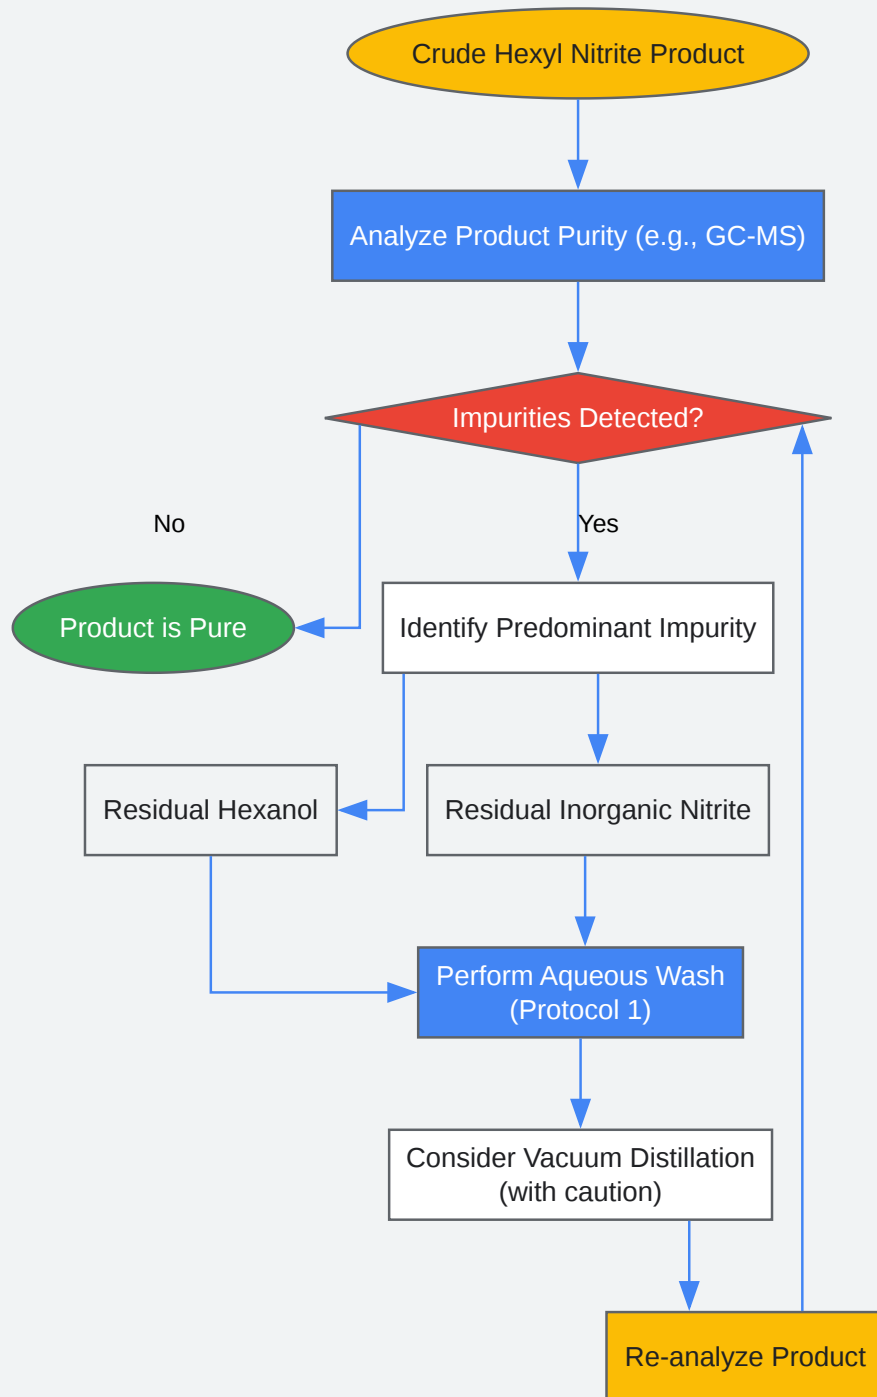 Crude Hexyl Nitrite Product
Analyze Product Purity (e.g., GC-MS)
Impurities Detected?
No
Yes
Product is Pure
Identify Predominant Impurity
Residual Hexanol
Residual Inorganic Nitrite
Perform Aqueous Wash
(Protocol 1)
Consider Vacuum Distillation
(with caution)
Re-analyze Product